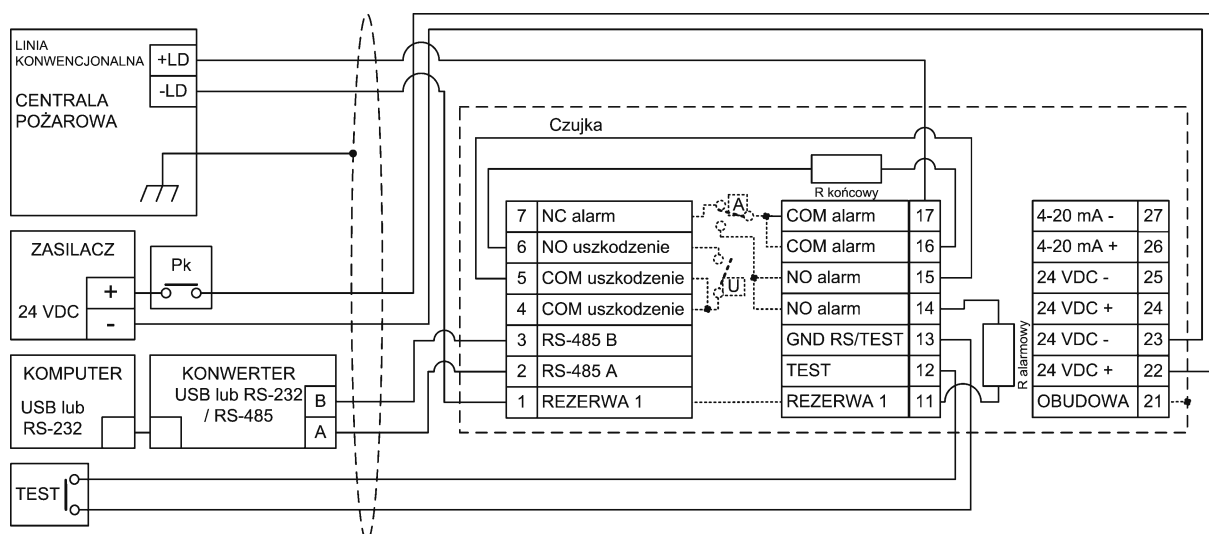 LINIA
KONWENCJONALNA
+LD
-LD
CENTRALA
POŻAROWA
ZASILACZ
24 VDC
+
-
Pk
KOMPUTER
USB lub
RS-232
KONWERTER
USB lub RS-232
/ RS-485
B
A
TEST
Czujka
R końcowy
7 NC alarm
6 NO uszkodzenie
5 COM uszkodzenie
4 COM uszkodzenie
3 RS-485 B
2 RS-485 A
1 REZERWA 1
A
U
COM alarm 17
COM alarm 16
NO alarm 15
NO alarm 14
GND RS/TEST 13
TEST 12
REZERWA 1 11
R alarmowy
4-20 mA - 27
4-20 mA + 26
24 VDC - 25
24 VDC + 24
24 VDC - 23
24 VDC + 22
OBUDOWA 21